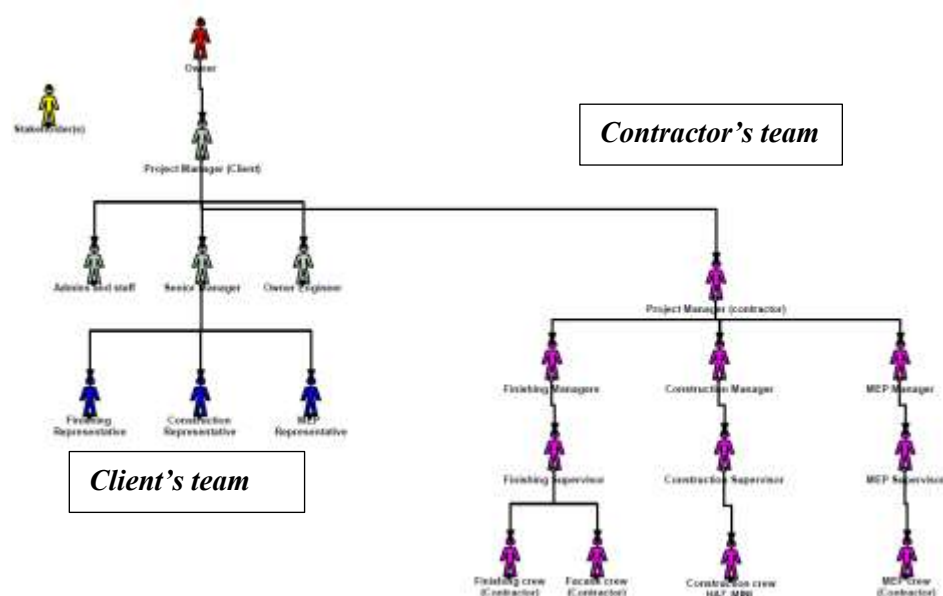 Owner
Stakeholder(s)
Contractor's team
Project Manager (Client)
Admins and staff
Senior Manager
Owner Engineer
Project Manager (contractor)
Finishing Managers
Construction Manager
MEP Manager
Finishing
Representative
Construction
Representative
MEP
Representative
Client's team
Finishing Supervisor
Construction Supervisor
MEP Supervisor
Finishing crew
(Contractor)
Facade crew
(Contractor)
Construction crew
MEP crew
(Contractor)